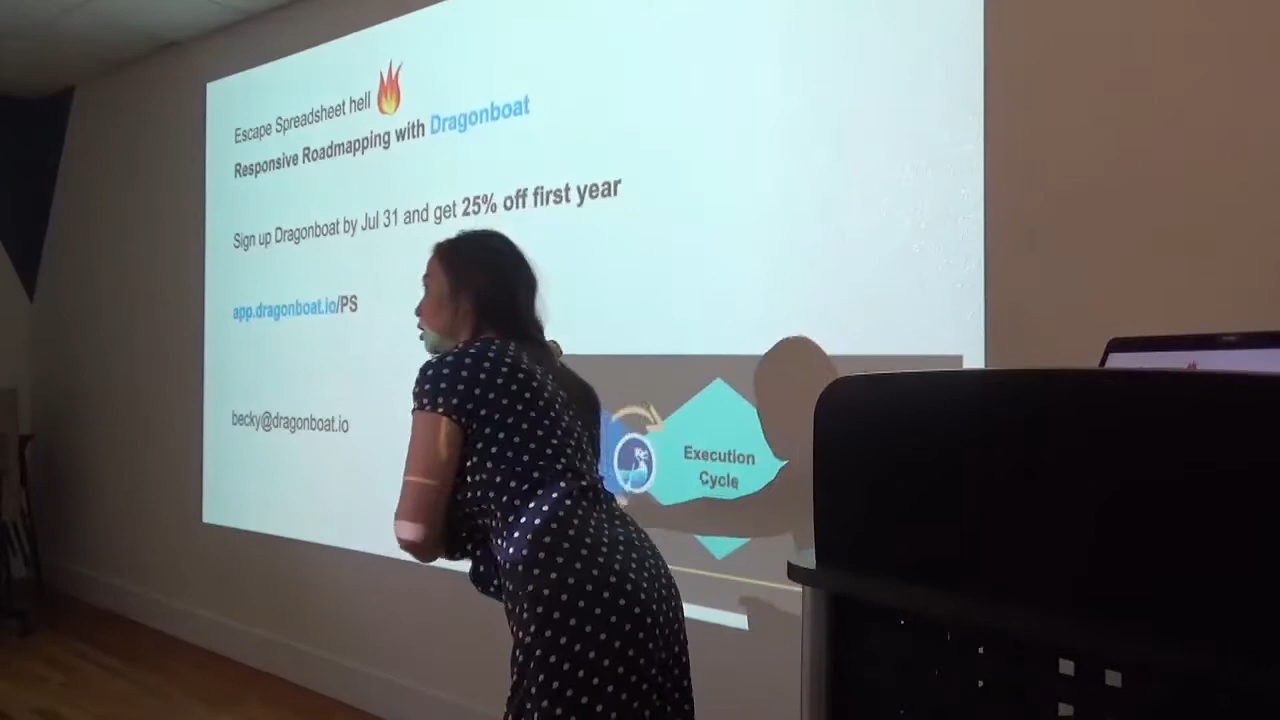 Escape Spreadsheet hell
Responsive Roadmapping with Dragonboat
Sign up Dragonboat by Jul 31 and get 25% off first year
app.dragonboat.io/PS
becky@dragonboat.io
Execution
Cycle